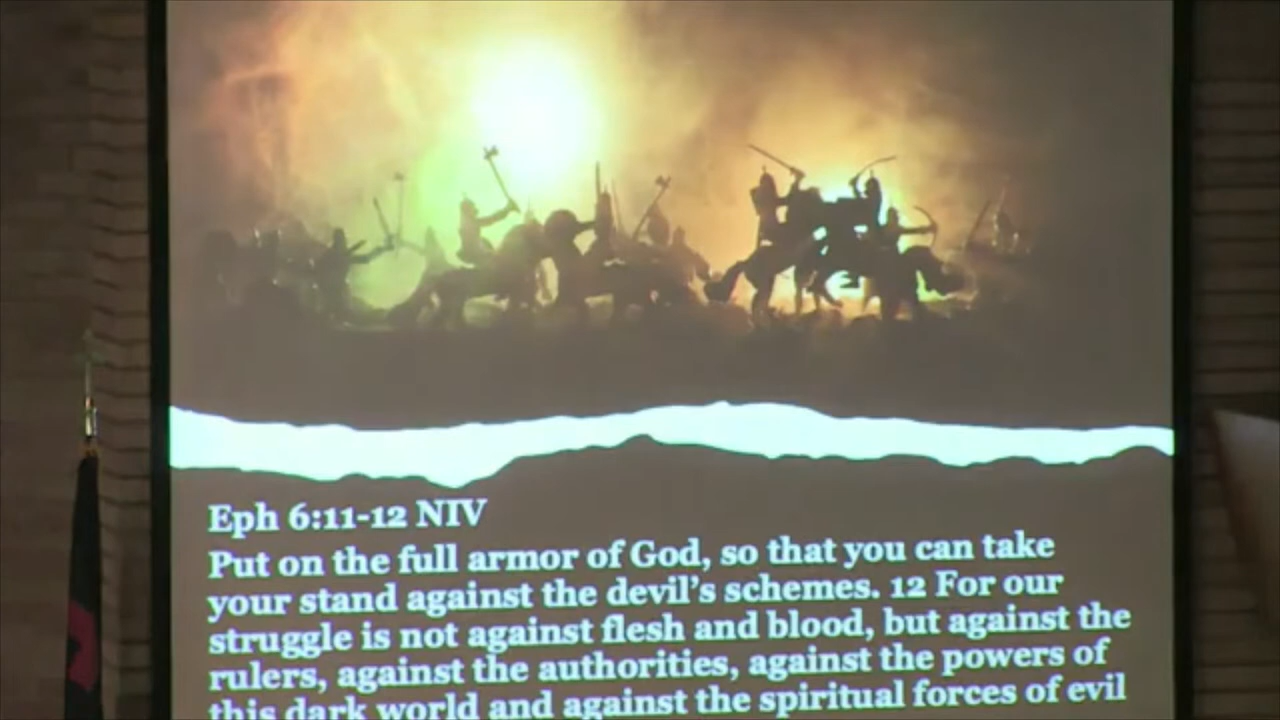 Eph 6:11-12 NIV
Put on the full armor of God, so that you can take
your stand against the devil's schemes. 12 For our
struggle is not against flesh and blood, but against the
rulers, against the authorities, against the powers of
this dark world and against the spiritual forces of evil